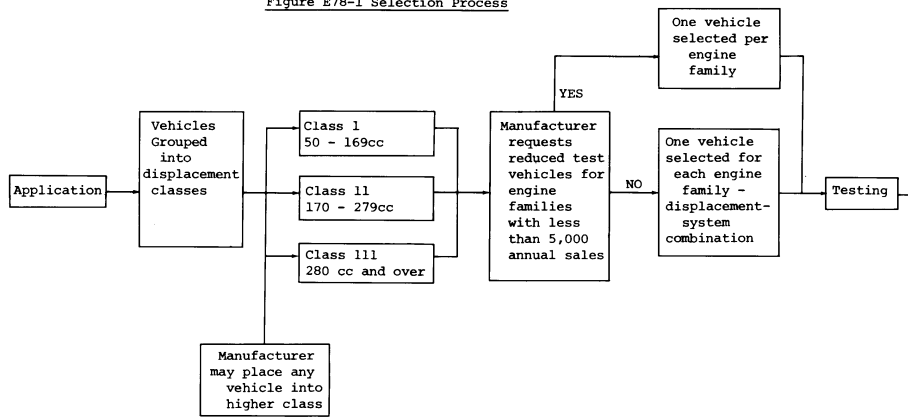 Figure E78-1 Selection Process
Application
Vehicles
Grouped
into
displacement
classes
Class 1
50 - 169cc
Class 11
170 - 279cc
Class 111
280 cc and over
Manufacturer
may place any
vehicle into
higher class
Manufacturer
requests
reduced test
vehicles for
engine
families
with less
than 5,000
annual sales
YES
NO
One vehicle
selected per
engine
family
One vehicle
selected for
each engine
family -
displacement-
system
combination
Testing